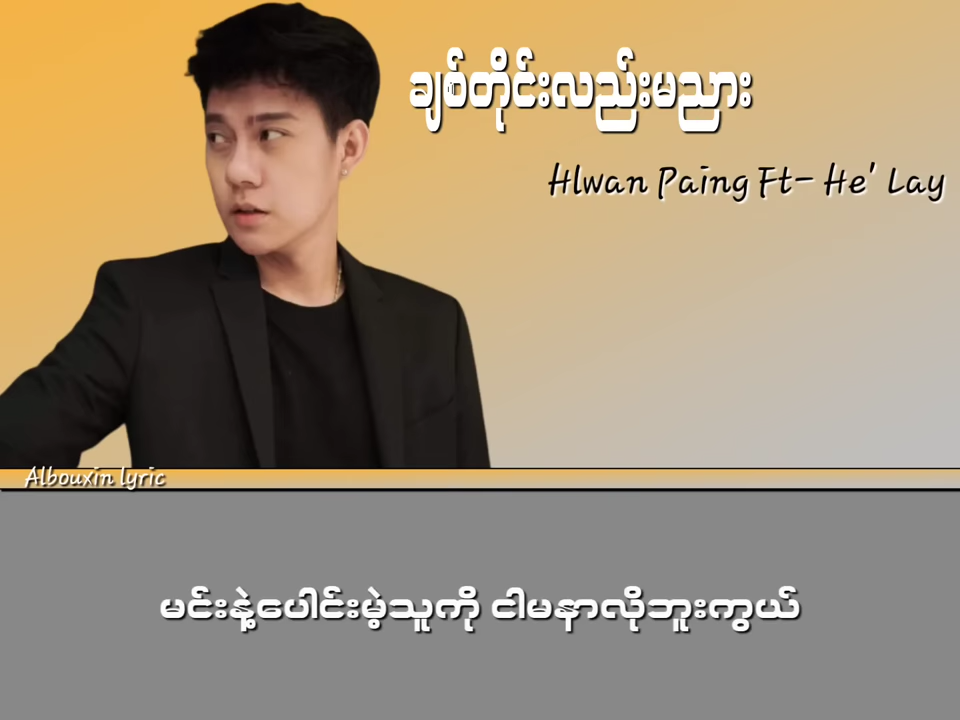 ချစ်တိုင်းလည်းမညား
Hlwan Paing Ft- He' Lay
Albouxin lyric
မင်းနဲ့ပေါင်းမဲ့သူကို ငါမနာလိုဘူးကွယ်